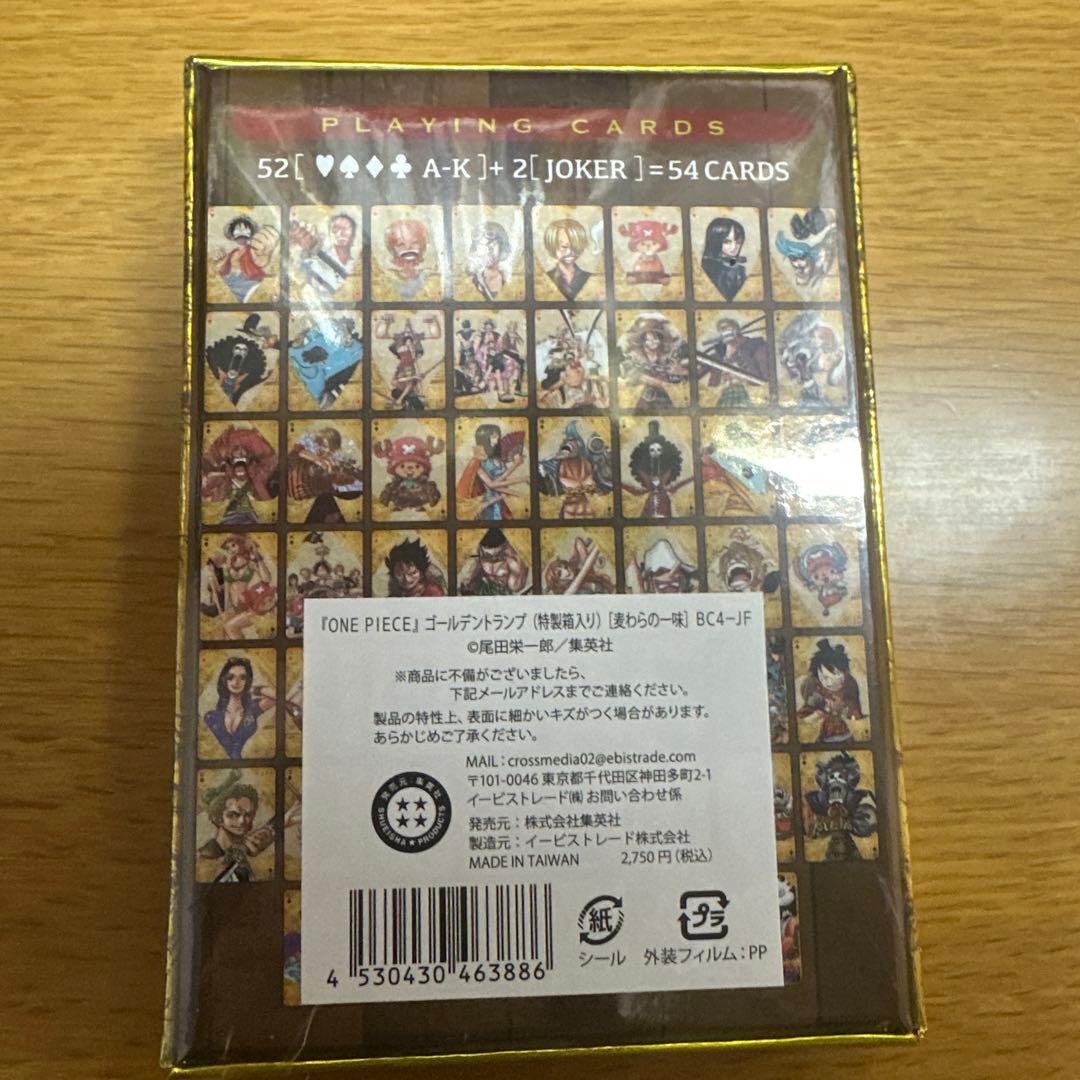 PLAYING CARDS
52[ ♥♠♦♣ A-K ]+ 2[ JOKER ]=54 CARDS
『ONE PIECE』ゴールデントランプ（特製箱入り）[麦わらの一味] BC4-JF
©尾田栄一郎／集英社
※商品に不備がございましたら、
下記メールアドレスまでご連絡ください。
製品の特性上、表面に細かいキズがつく場合があります。
あらかじめご了承ください。
MAIL：crossmedia02@ebistrade.com
〒101-0046 東京都千代田区神田多町2-1
イービストレード㈱ お問い合わせ係
発売元：集英社
SHUEISHA★PRODUCTS
発売元：株式会社集英社
製造元：イービストレード株式会社
MADE IN TAIWAN 2,750円（税込）
4 530430 463886
紙
シール
プラ
外装フィルム：PP